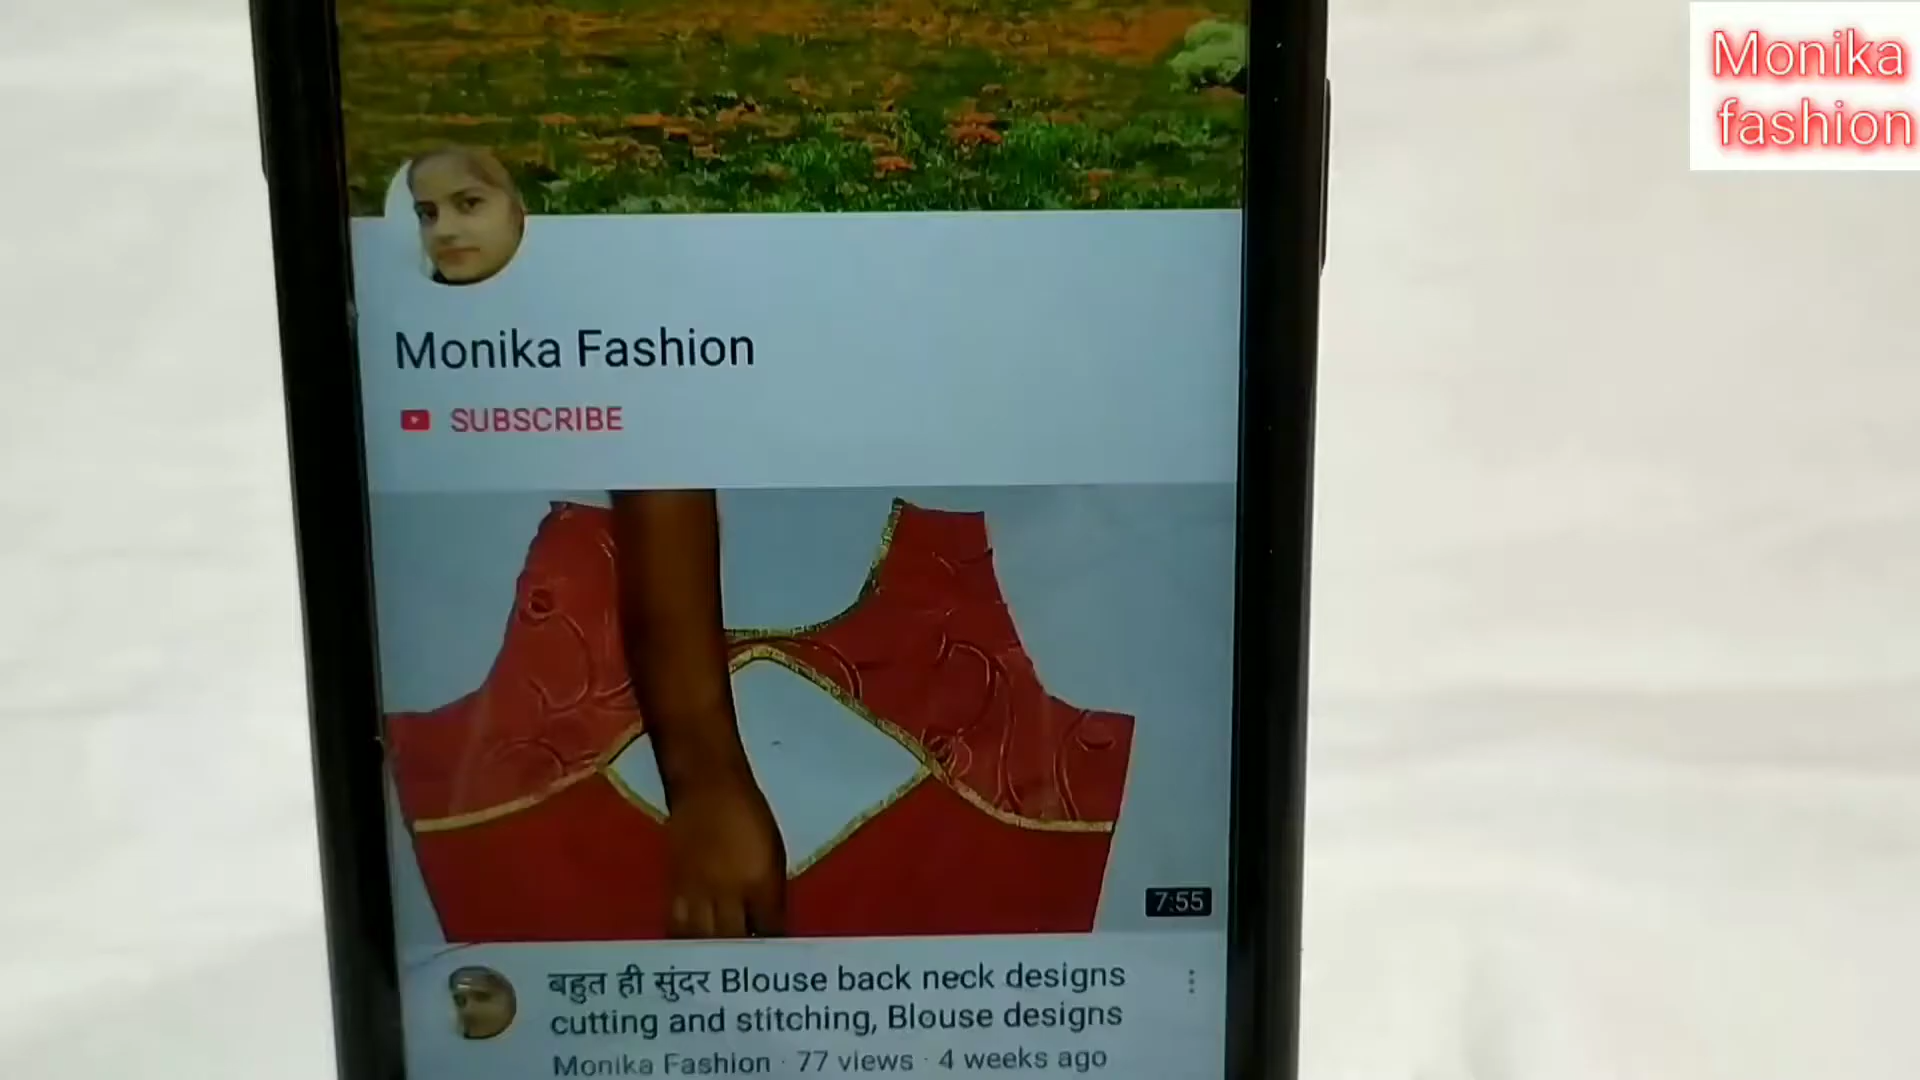 Monika
fashion
Monika Fashion
SUBSCRIBE
7:55
बहुत ही सुंदर Blouse back neck designs
cutting and stitching, Blouse designs
Monika Fashion · 77 views · 4 weeks ago